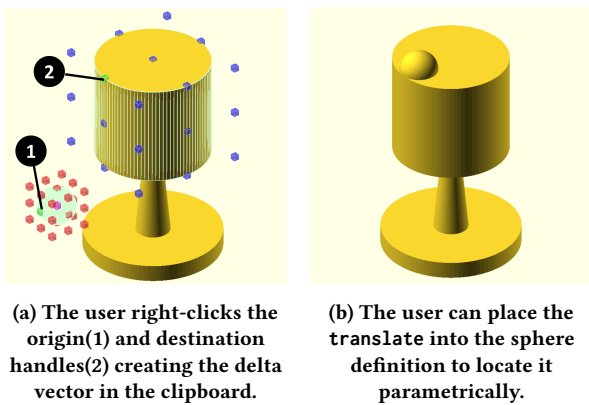 2
1
(a) The user right-clicks the
origin(1) and destination
handles(2) creating the delta
vector in the clipboard.
(b) The user can place the
translate into the sphere
definition to locate it
parametrically.